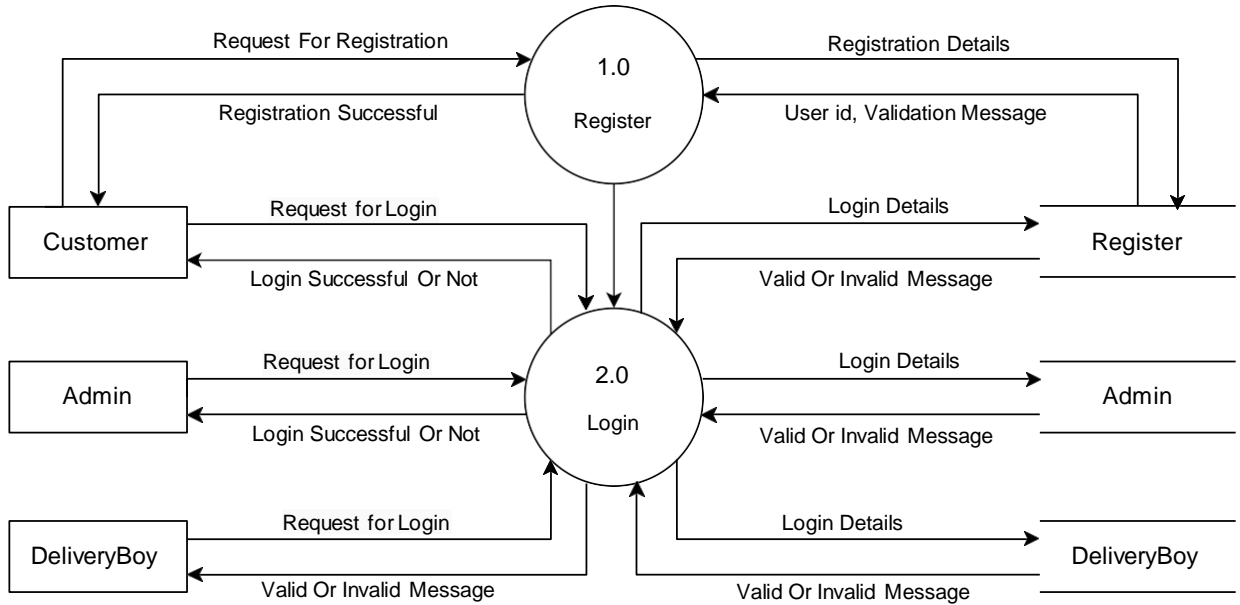 Request For Registration
Registration Details
1.0
Registration Successful
Register
User id, Validation Message
Request for Login
Login Details
Customer
Register
Login Successful Or Not
Valid Or Invalid Message
Request for Login
Login Details
2.0
Admin
Admin
Login
Login Successful Or Not
Valid Or Invalid Message
Request for Login
Login Details
DeliveryBoy
DeliveryBoy
Valid Or Invalid Message
Valid Or Invalid Message